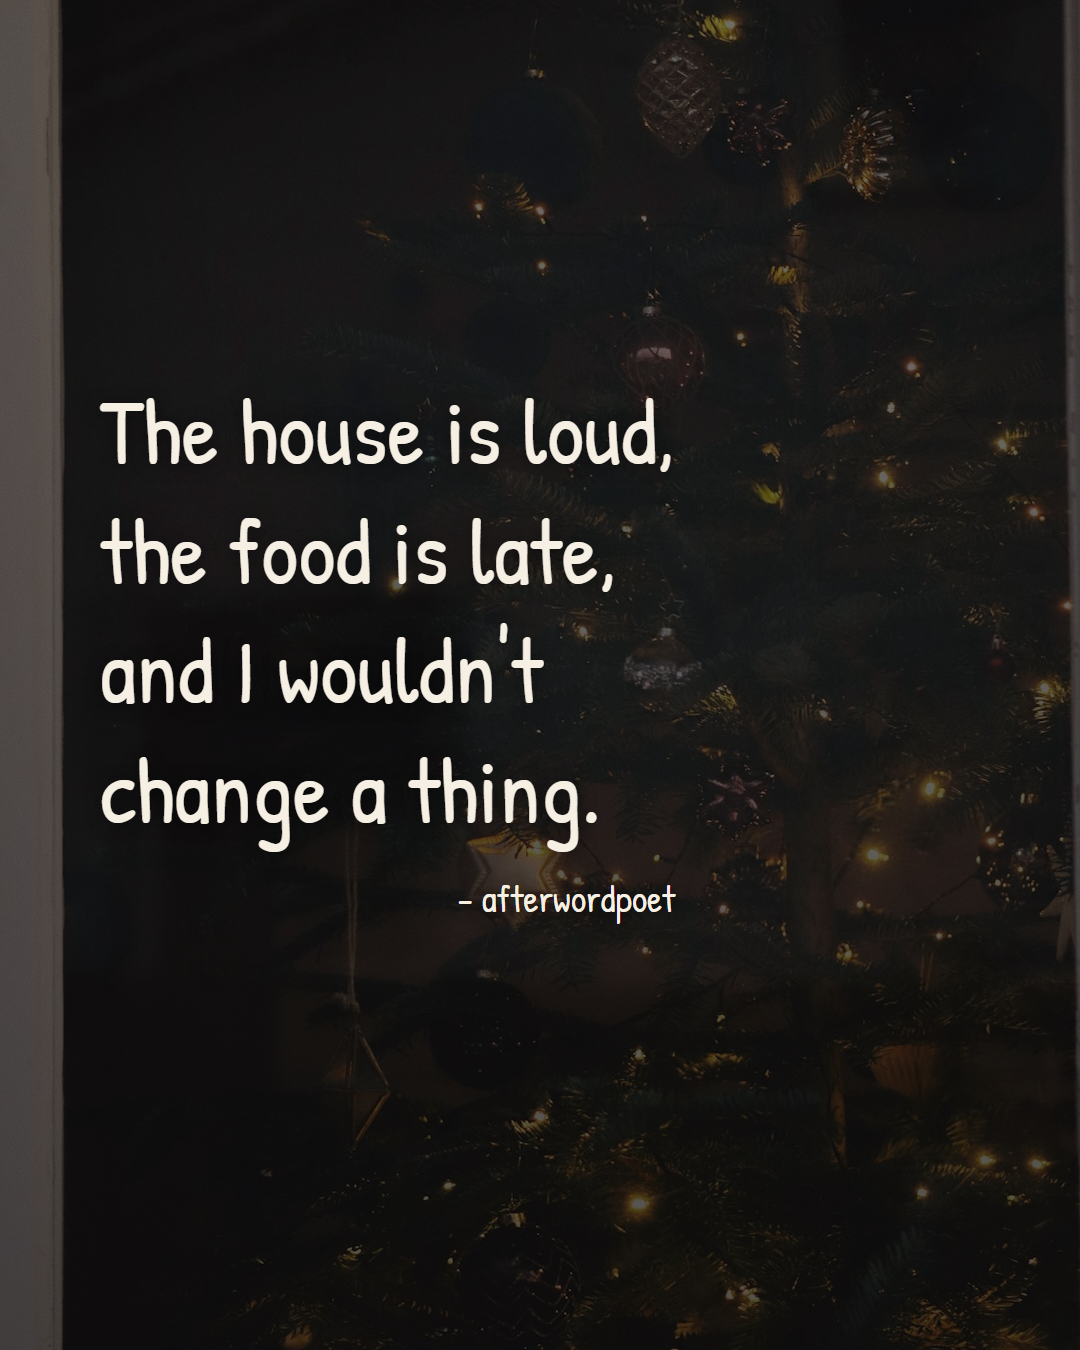 The house is loud,
the food is late,
and I wouldn't
change a thing.
- afterwordpoet